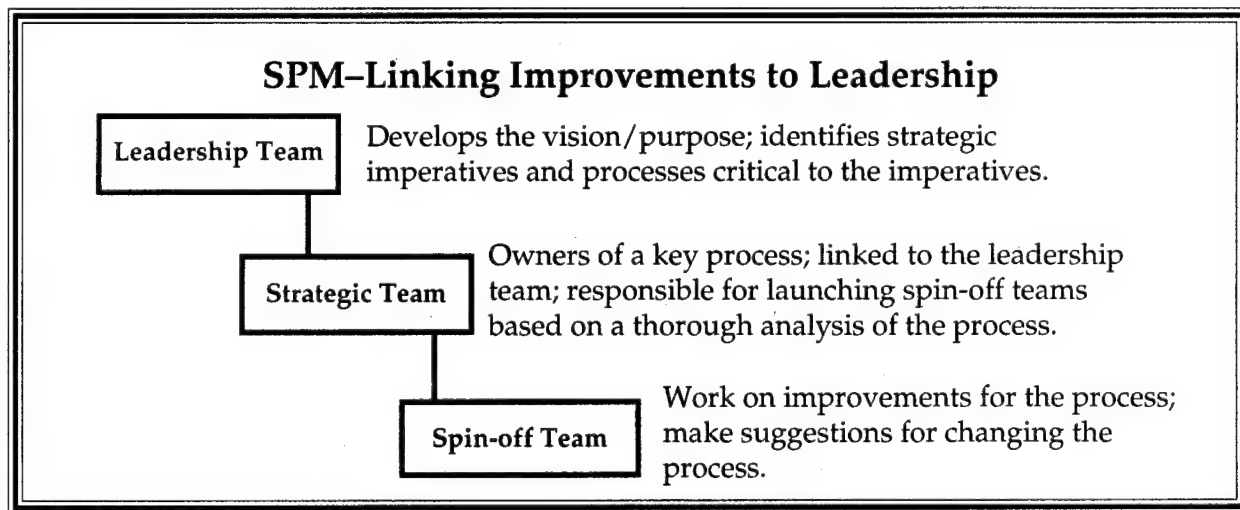 SPM–Linking Improvements to Leadership
Leadership Team
Develops the vision/purpose; identifies strategic
imperatives and processes critical to the imperatives.
Strategic Team
Owners of a key process; linked to the leadership
team; responsible for launching spin-off teams
based on a thorough analysis of the process.
Spin-off Team
Work on improvements for the process;
make suggestions for changing the
process.